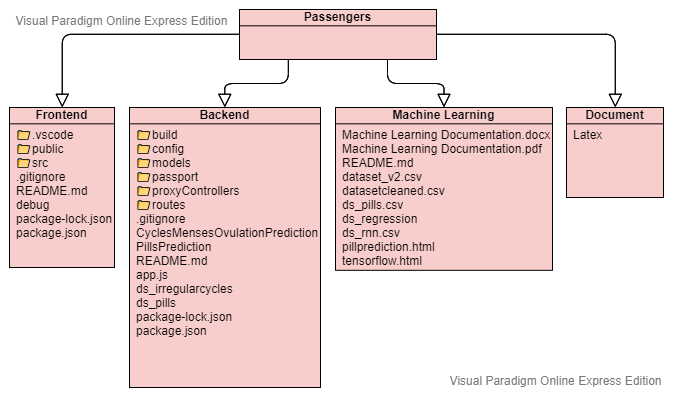 Visual Paradigm Online Express Edition
Passengers
Frontend
.vscode
public
src
.gitignore
README.md
debug
package-lock.json
package.json
Backend
build
config
models
passport
proxyControllers
routes
.gitignore
CyclesMensesOvulationPrediction
PillsPrediction
README.md
app.js
ds_irregularcycles
ds_pills
package-lock.json
package.json
Machine Learning
Machine Learning Documentation.docx
Machine Learning Documentation.pdf
README.md
dataset_v2.csv
datasetcleaned.csv
ds_pills.csv
ds_regression
ds_rnn.csv
pillprediction.html
tensorflow.html
Document
Latex
Visual Paradigm Online Express Edition